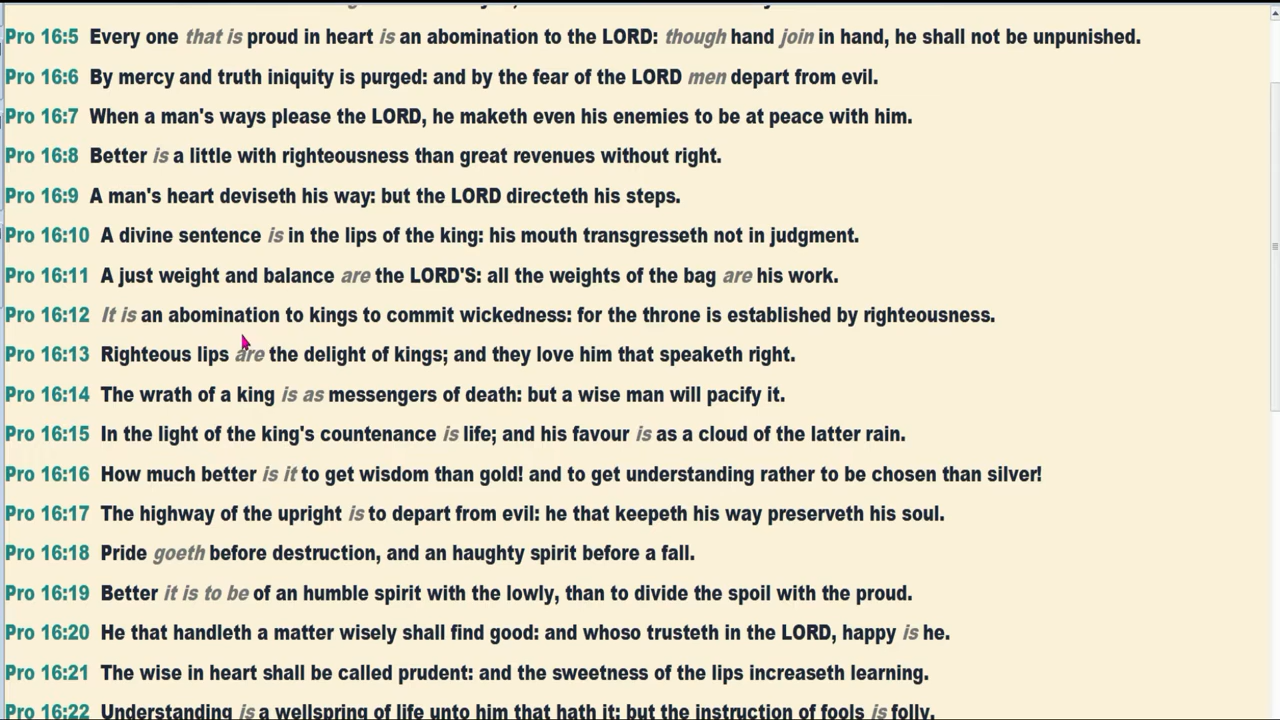 Pro 16:5 Every one that is proud in heart is an abomination to the LORD: though hand join in hand, he shall not be unpunished.
Pro 16:6 By mercy and truth iniquity is purged: and by the fear of the LORD men depart from evil.
Pro 16:7 When a man's ways please the LORD, he maketh even his enemies to be at peace with him.
Pro 16:8 Better is a little with righteousness than great revenues without right.
Pro 16:9 A man's heart deviseth his way: but the LORD directeth his steps.
Pro 16:10 A divine sentence is in the lips of the king: his mouth transgresseth not in judgment.
Pro 16:11 A just weight and balance are the LORD'S: all the weights of the bag are his work.
Pro 16:12 It is an abomination to kings to commit wickedness: for the throne is established by righteousness.
Pro 16:13 Righteous lips are the delight of kings; and they love him that speaketh right.
Pro 16:14 The wrath of a king is as messengers of death: but a wise man will pacify it.
Pro 16:15 In the light of the king's countenance is life; and his favour is as a cloud of the latter rain.
Pro 16:16 How much better is it to get wisdom than gold! and to get understanding rather to be chosen than silver!
Pro 16:17 The highway of the upright is to depart from evil: he that keepeth his way preserveth his soul.
Pro 16:18 Pride goeth before destruction, and an haughty spirit before a fall.
Pro 16:19 Better it is to be of an humble spirit with the lowly, than to divide the spoil with the proud.
Pro 16:20 He that handleth a matter wisely shall find good: and whoso trusteth in the LORD, happy is he.
Pro 16:21 The wise in heart shall be called prudent: and the sweetness of the lips increaseth learning.
Pro 16:22 Understanding is a wellspring of life unto him that hath it: but the instruction of fools is folly.